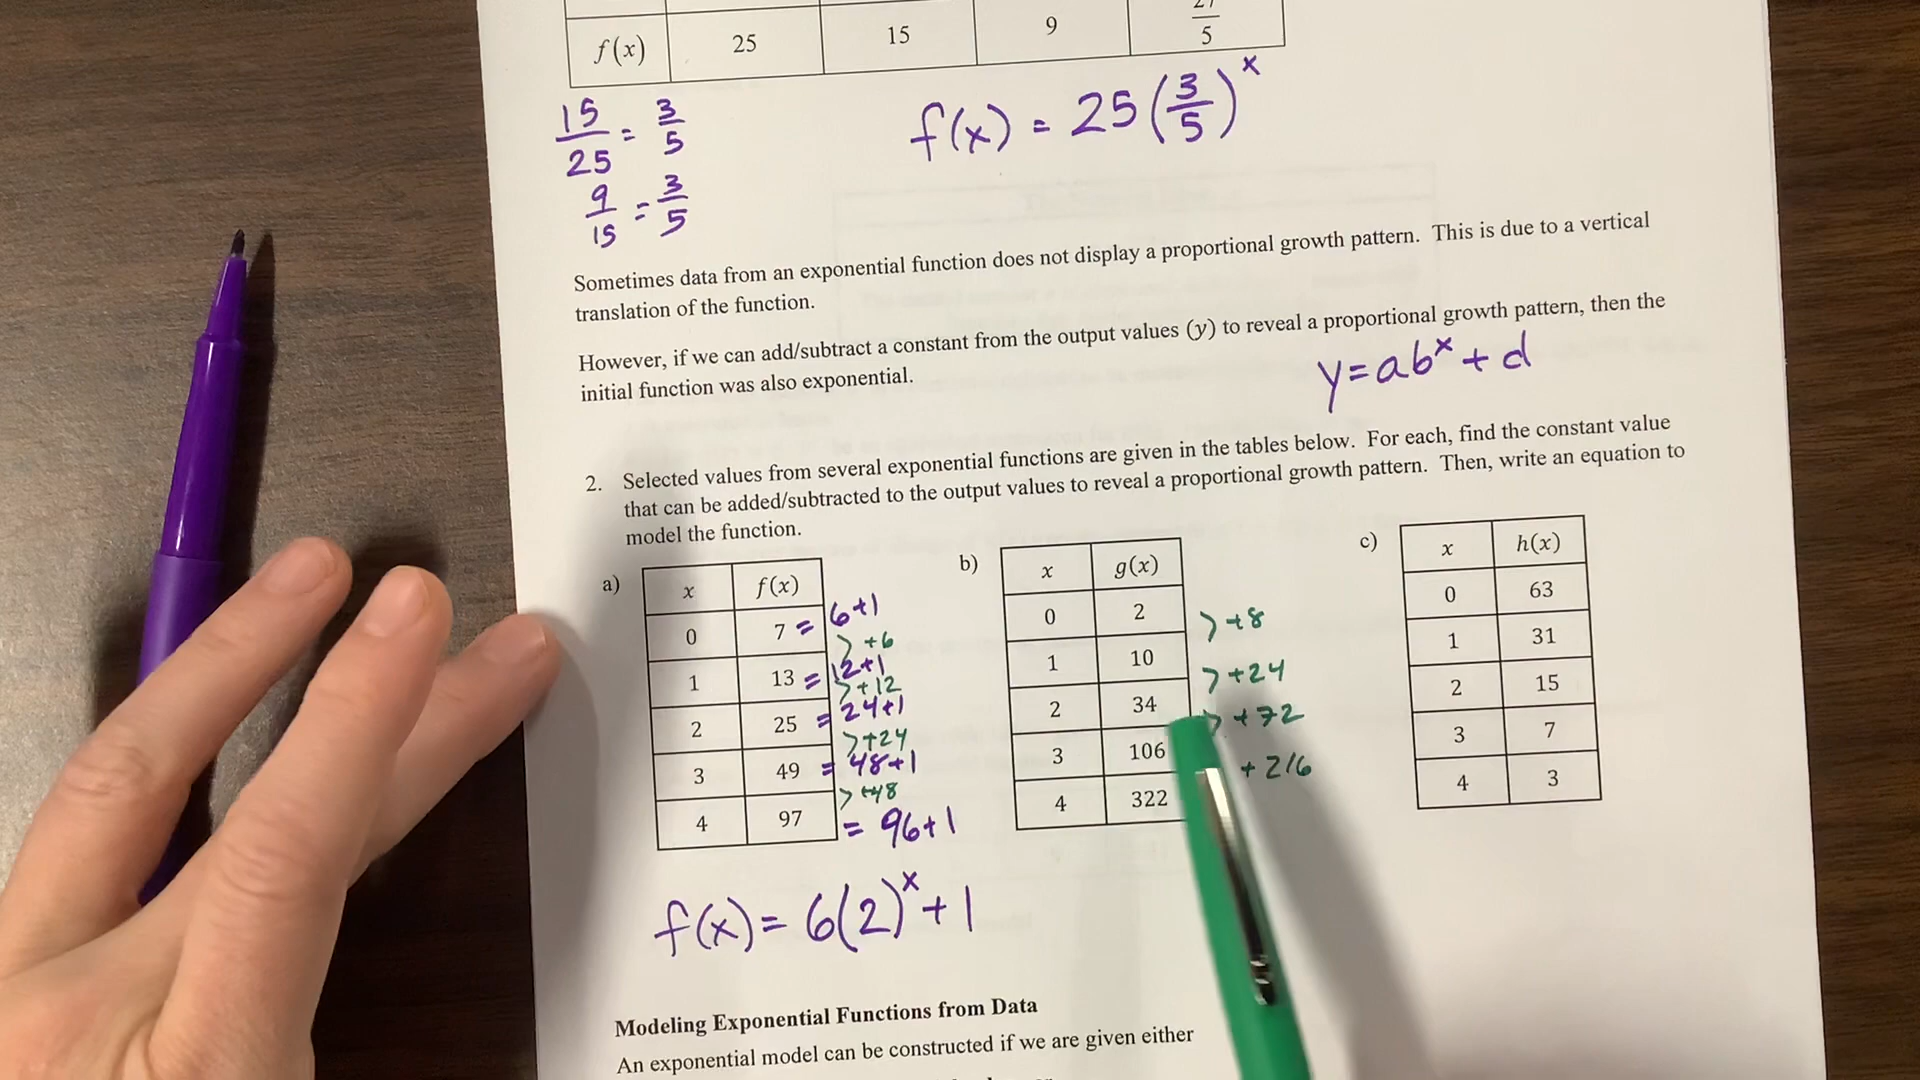 f(x) 25 15 9 27/5
15/25 = 3/5
f(x) = 25(3/5)^x
9/15 = 3/5
Sometimes data from an exponential function does not display a proportional growth pattern. This is due to a vertical
translation of the function.
However, if we can add/subtract a constant from the output values (y) to reveal a proportional growth pattern, then the
initial function was also exponential.
y = ab^x + d
2. Selected values from several exponential functions are given in the tables below. For each, find the constant value
that can be added/subtracted to the output values to reveal a proportional growth pattern. Then, write an equation to
model the function.
a)
x f(x)
0 7 = 6+1
> +6
1 13 = 12+1
> +12
2 25 = 24+1
> +24
3 49 = 48+1
> +48
4 97 = 96+1
f(x) = 6(2)^x + 1
b)
x g(x)
0 2
> +8
1 10
> +24
2 34
> +72
3 106
+216
4 322
c)
x h(x)
0 63
1 31
2 15
3 7
4 3
Modeling Exponential Functions from Data
An exponential model can be constructed if we are given either